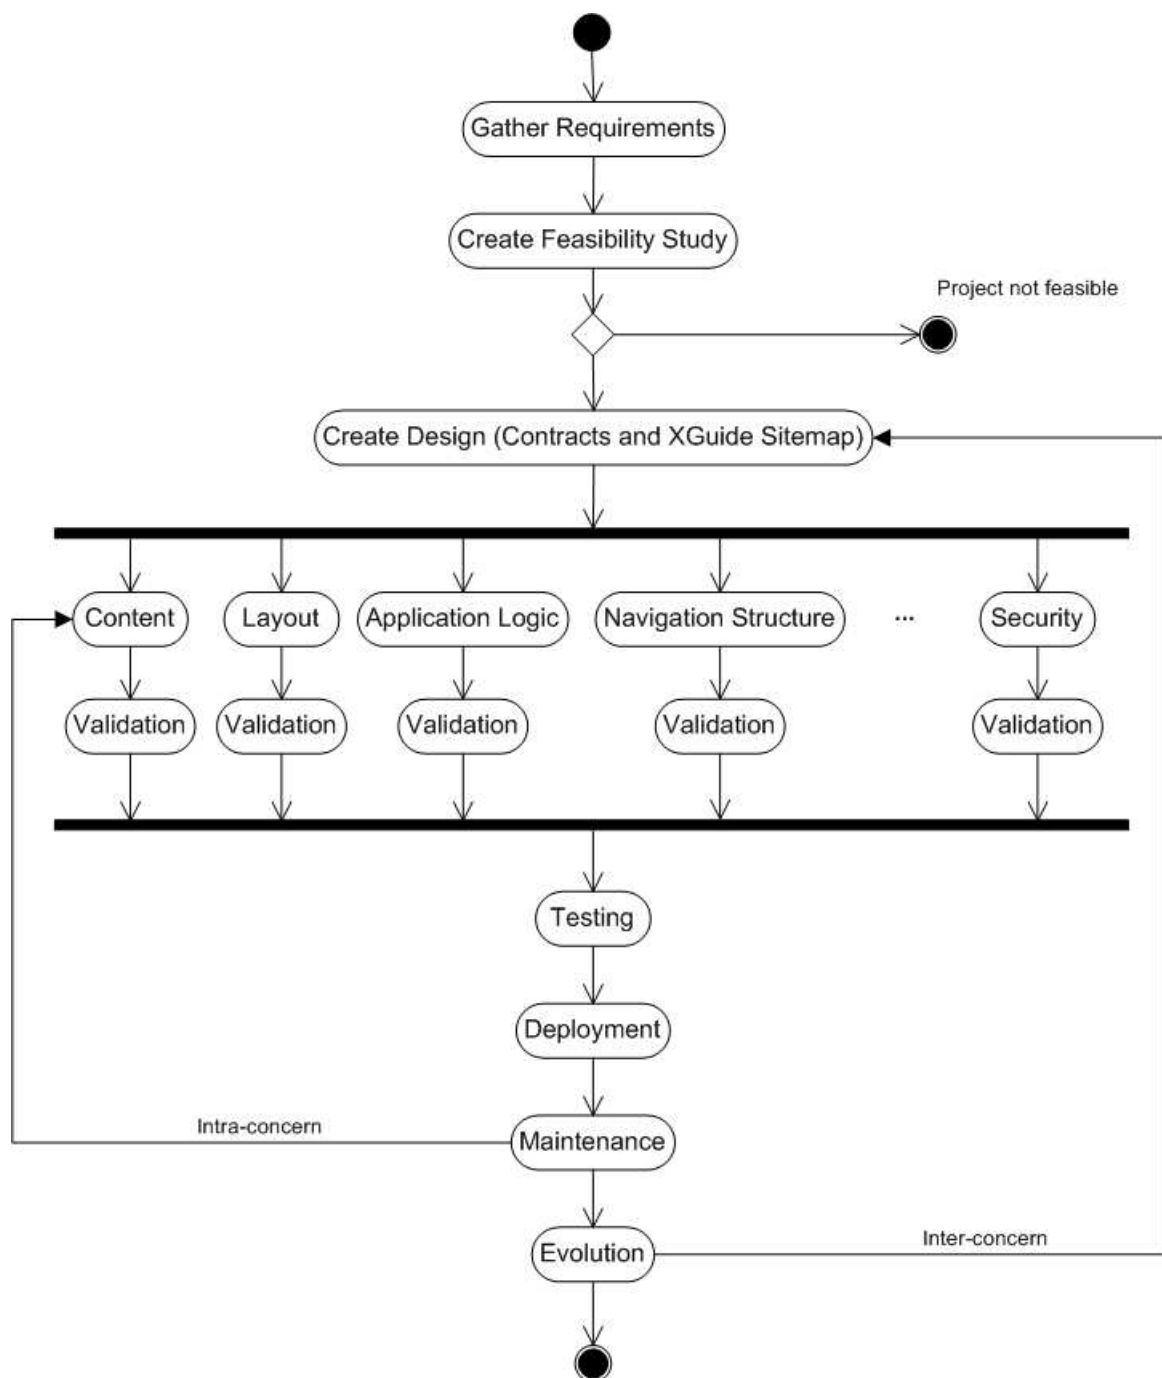 Gather Requirements
Create Feasibility Study
Project not feasible
Create Design (Contracts and XGuide Sitemap)
Content
Layout
Application Logic
Navigation Structure
...
Security
Validation
Validation
Validation
Validation
Validation
Testing
Deployment
Intra-concern
Maintenance
Evolution
Inter-concern